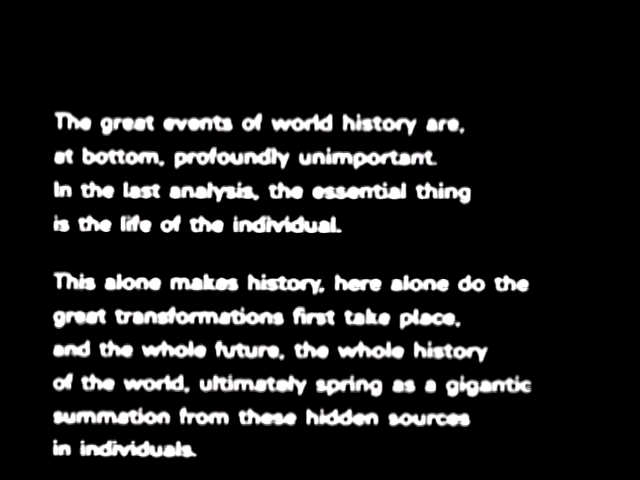 The great events of world history are,
at bottom, profoundly unimportant.
In the last analysis, the essential thing
is the life of the individual.
This alone makes history, here alone do the
great transformations first take place,
and the whole future, the whole history
of the world, ultimately spring as a gigantic
summation from these hidden sources
in individuals.